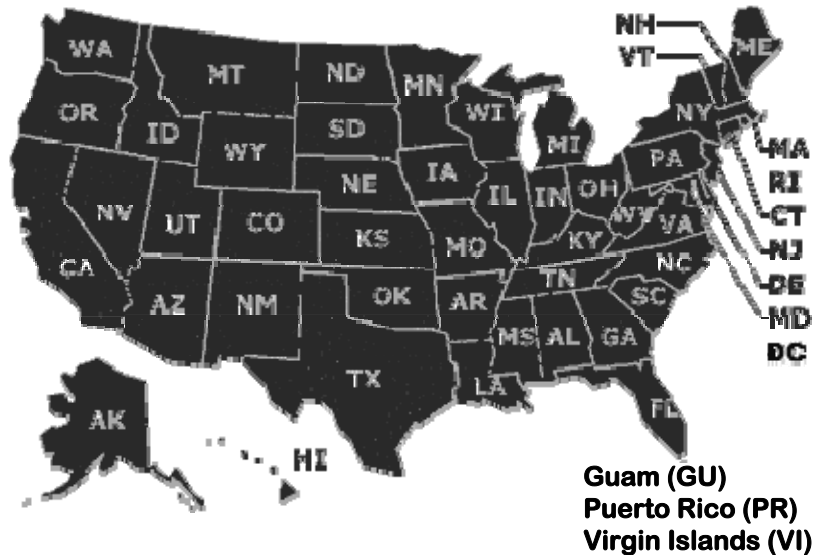 NH
VT
ME
WA
MT
ND
MN
OR
ID
SD
WI
MI
NY
MA
WY
RI
IA
PA
NE
NV
UT
CO
IL
IN
OH
WV
VA
CT
CA
KS
MO
KY
NJ
NC
AZ
NM
OK
AR
TN
SC
DE
MS
AL
GA
MD
DC
TX
LA
FL
AK
HI
Guam (GU)
Puerto Rico (PR)
Virgin Islands (VI)